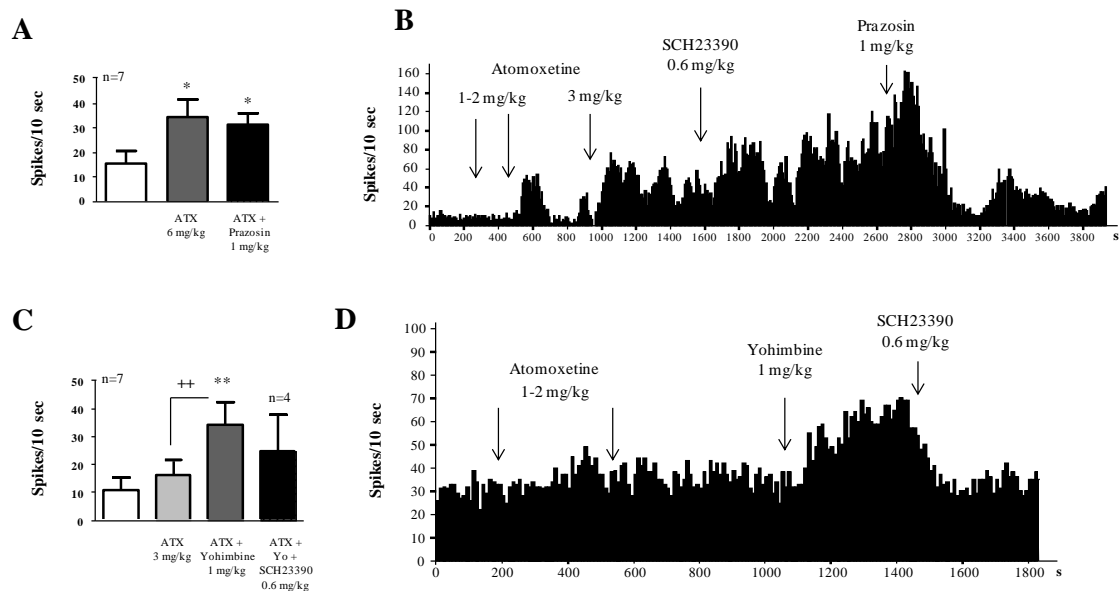 A
n=7
Spikes/10 sec
50
40
30
20
10
0
*
*
ATX
6 mg/kg
ATX +
Prazosin
1 mg/kg
B
Spikes/10 sec
160
140
120
100
80
60
40
20
0
Atomoxetine
1-2 mg/kg
3 mg/kg
SCH23390
0.6 mg/kg
Prazosin
1 mg/kg
0 200 400 600 800 1000 1200 1400 1600 1800 2000 2200 2400 2600 2800 3000 3200 3400 3600 3800 s
C
n=7
Spikes/10 sec
50
40
30
20
10
0
++
**
n=4
ATX
3 mg/kg
ATX +
Yohimbine
1 mg/kg
ATX +
Yo +
SCH23390
0.6 mg/kg
D
Spikes/10 sec
100
90
80
70
60
50
40
30
20
10
0
Atomoxetine
1-2 mg/kg
Yohimbine
1 mg/kg
SCH23390
0.6 mg/kg
0 200 400 600 800 1000 1200 1400 1600 1800 s